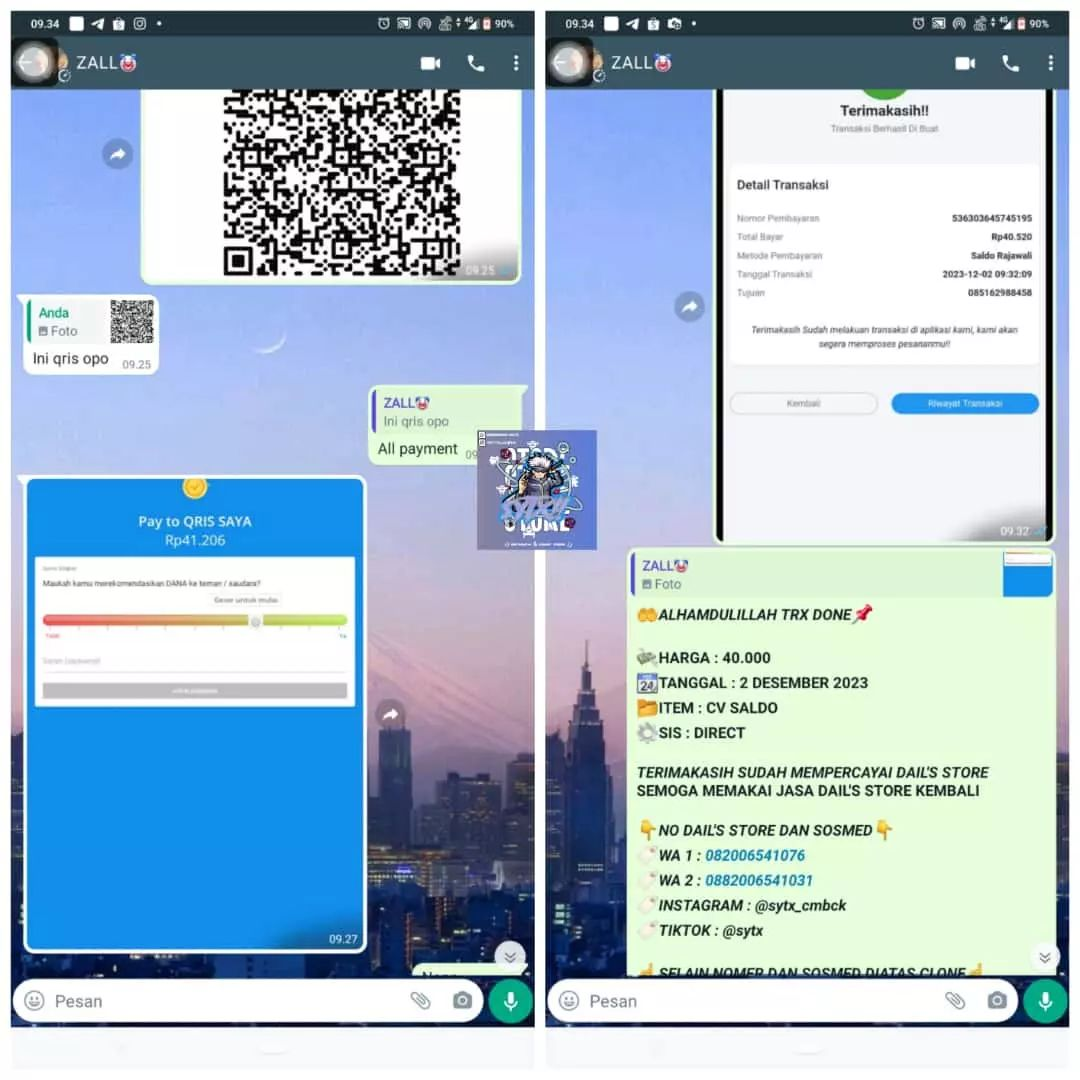 09.34
90%
ZALL🤡
09.25
Anda
Foto
Ini qris opo
09.25
ZALL🤡
Ini qris opo
All payment
Pay to QRIS SAYA
Rp41.206
Maukah kamu merekomendasikan DANA ke teman / saudara?
Geser untuk mulai
Tidak
Ya
09.27
Pesan
09.34
90%
ZALL🤡
Terimakasih!!
Transaksi Berhasil Di Buat
Detail Transaksi
Nomor Pembayaran 536303645745195
Total Bayar Rp40.520
Metode Pembayaran Saldo Rajawali
Tanggal Transaksi 2023-12-02 09:32:09
Tujuan 085162988458
Terimakasih Sudah melakuan transaksi di aplikasi kami, kami akan
segera memproses pesananmu!!
Kembali
Riwayat Transaksi
09.32
ZALL🤡
Foto
🤲ALHAMDULILLAH TRX DONE📌
💸HARGA : 40.000
📅TANGGAL : 2 DESEMBER 2023
📂ITEM : CV SALDO
⚙️SIS : DIRECT
TERIMAKASIH SUDAH MEMPERCAYAI DAIL'S STORE
SEMOGA MEMAKAI JASA DAIL'S STORE KEMBALI
👇NO DAIL'S STORE DAN SOSMED👇
🏷️WA 1 : 082006541076
🏷️WA 2 : 0882006541031
🏷️INSTAGRAM : @sytx_cmbck
🏷️TIKTOK : @sytx
☝️SELAIN NOMER DAN SOSMED DIATAS CLONE☝️
Pesan